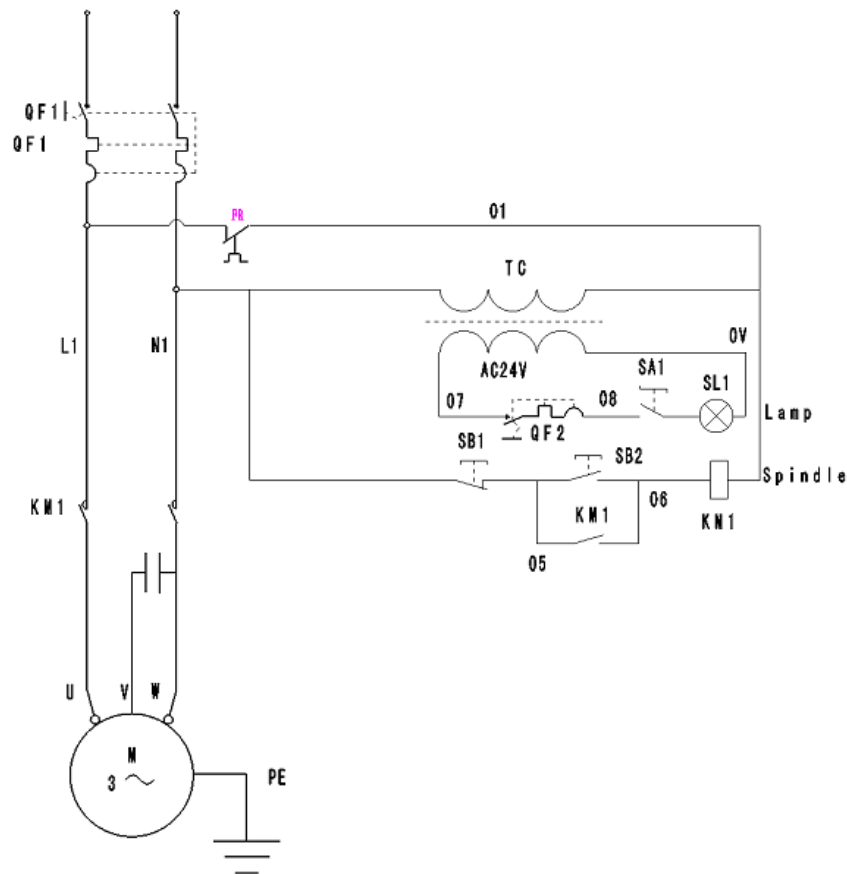 QF1
QF1
PR
01
TC
L1
N1
0V
AC24V
SA1
SL1
07
08
Lamp
QF2
SB1
SB2
Spindle
KM1
KM1
06
KN1
05
U
V
W
M
3 ~
PE